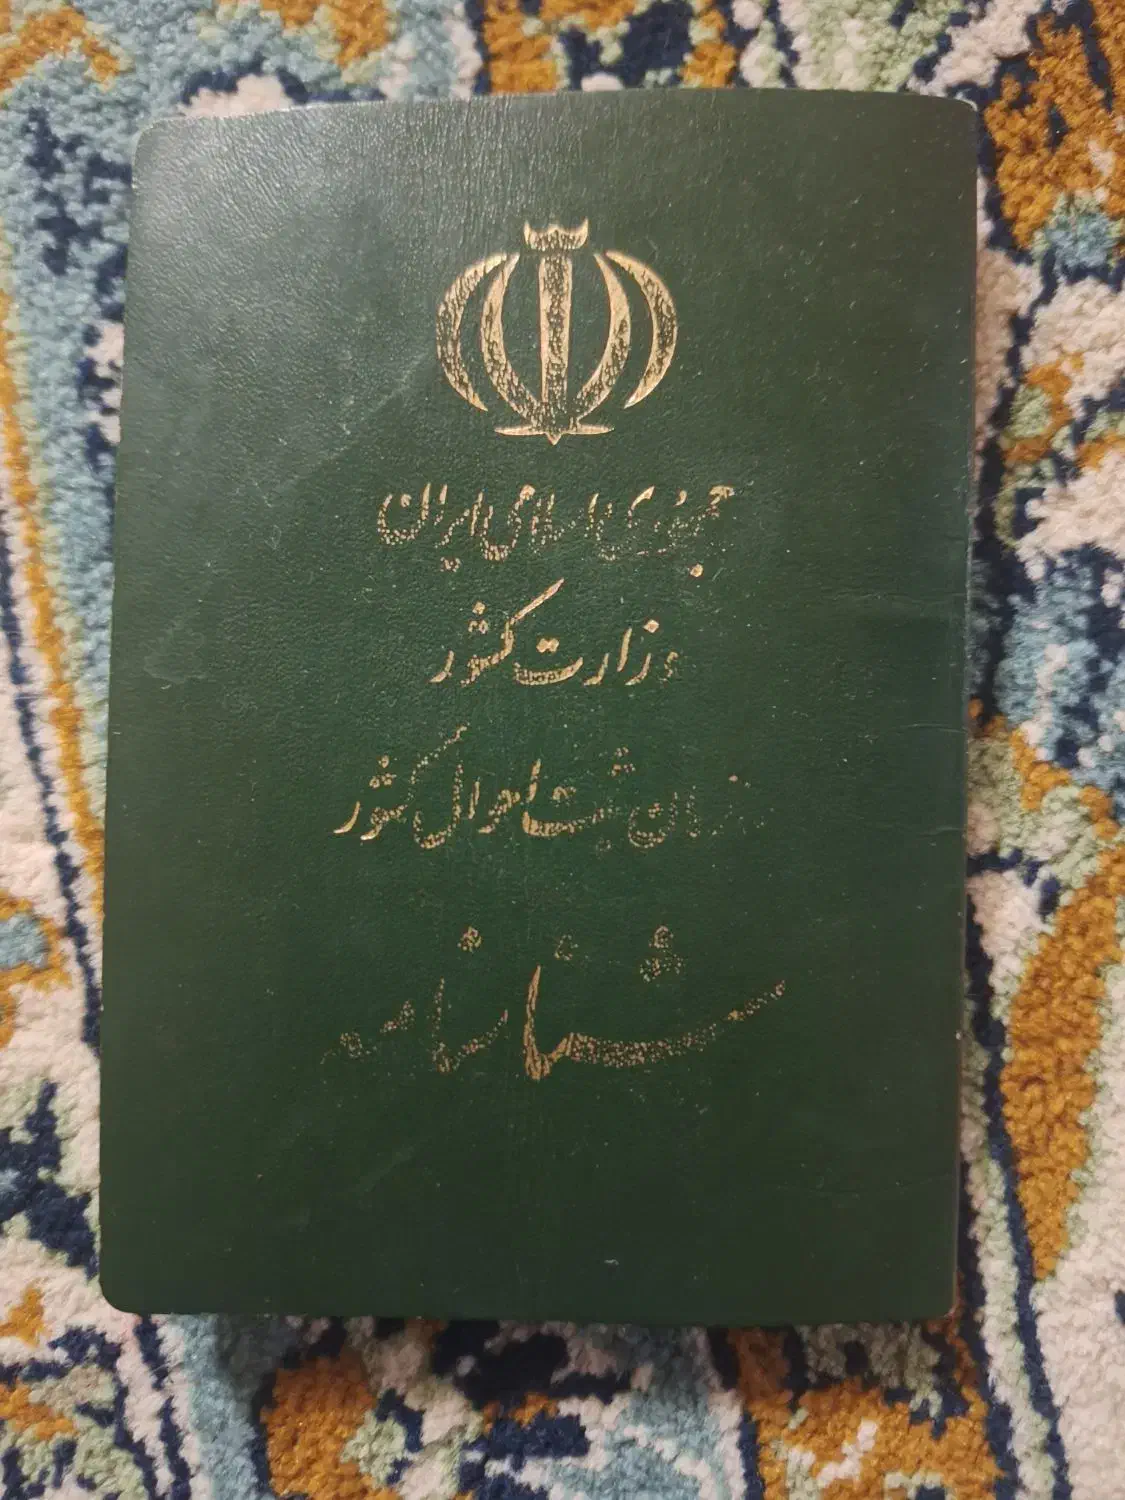 جمهوری اسلامی ایران
وزارت کشور
سازمان ثبت احوال کشور
شناسنامه